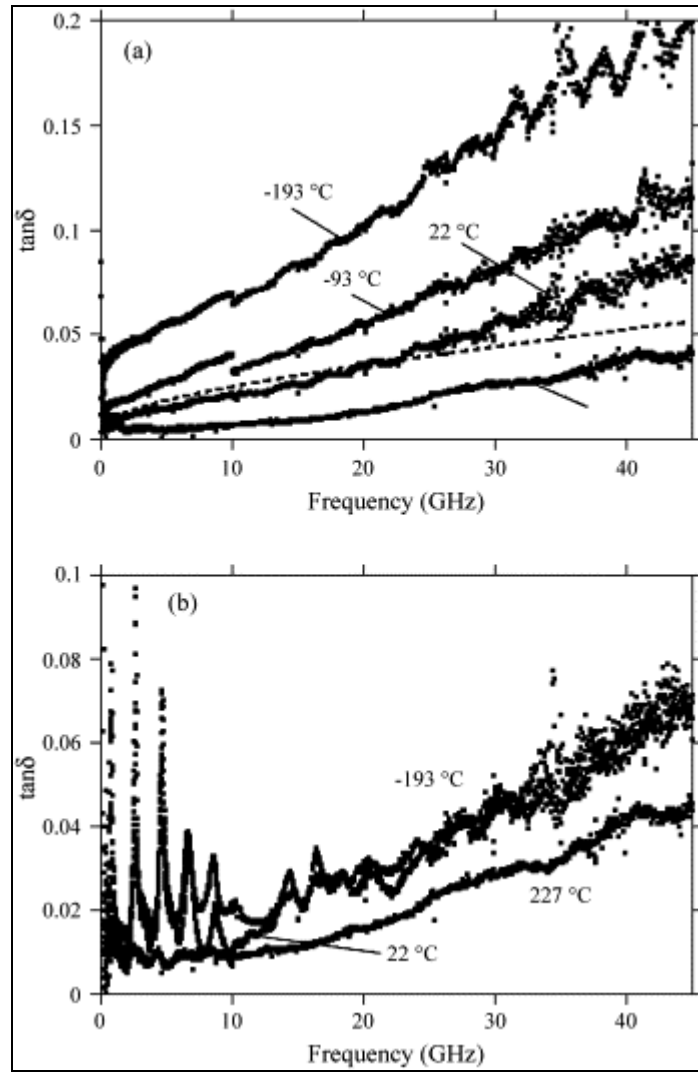 0.2
(a)
0.15
-193 °C
tanδ
0.1
22 °C
-93 °C
0.05
0
0 10 20 30 40
Frequency (GHz)
0.1
(b)
0.08
0.06
tanδ
-193 °C
0.04
227 °C
0.02
22 °C
0
0 10 20 30 40
Frequency (GHz)